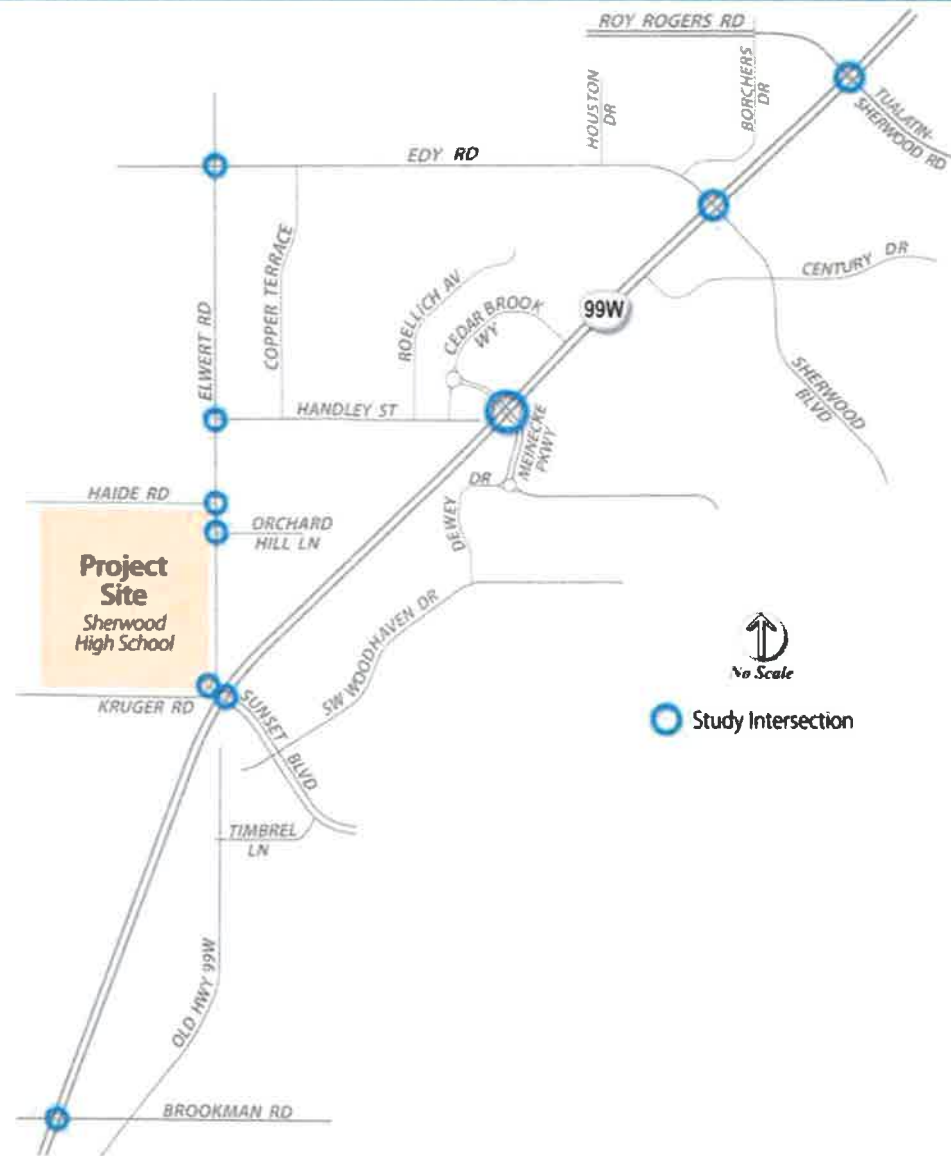 ROY ROGERS RD
HOUSTON
DR
BORCHERS
DR
TUALATIN-
SHERWOOD RD
EDY RD
COPPER TERRACE
ELWERT RD
ROELLICH AV
CEDAR BROOK
WY
99W
CENTURY DR
SHERWOOD
BLVD
HANDLEY ST
MEINECKE
PKWY
HAIDE RD
ORCHARD
HILL LN
DEWEY DR
Project
Site
Sherwood
High School
SW WOODHAVEN DR
No Scale
KRUGER RD
SUNSET BLVD
Study Intersection
TIMBREL
LN
OLD HWY 99W
BROOKMAN RD